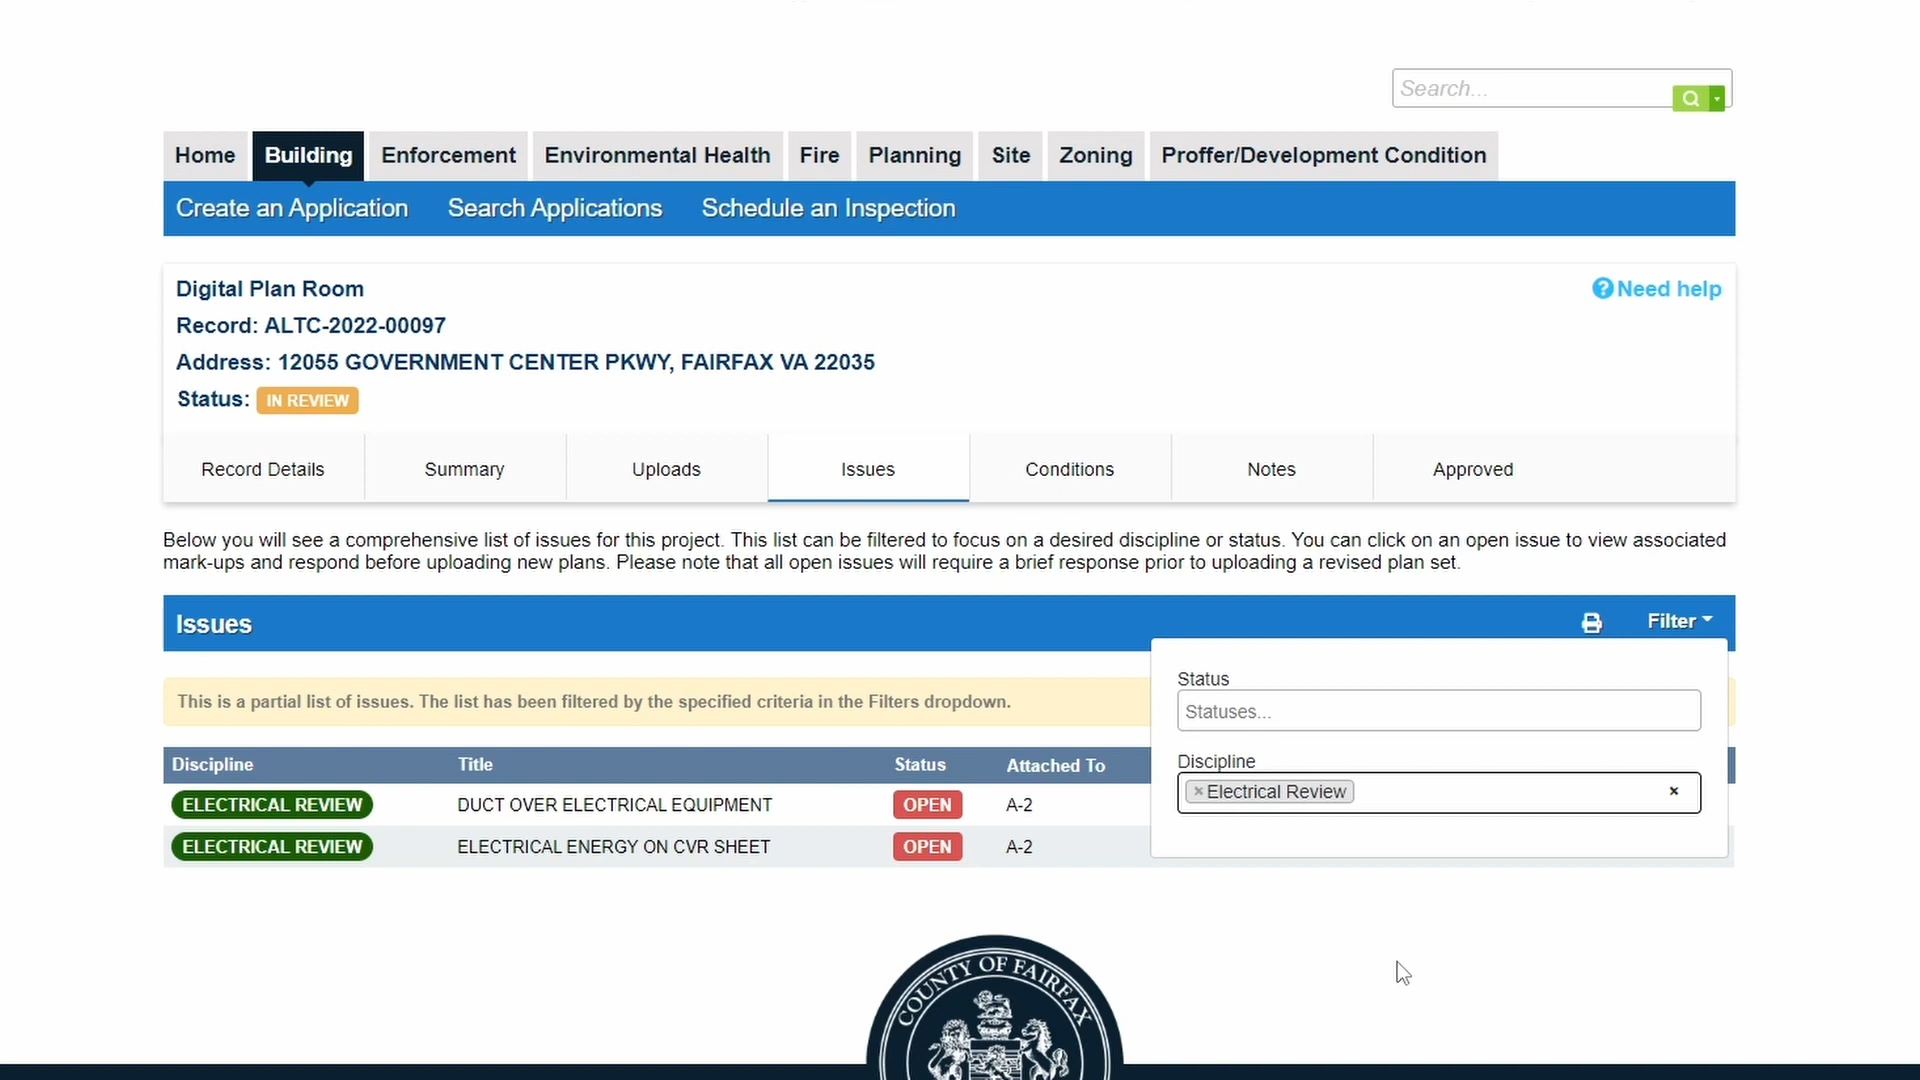 Search...
Home Building Enforcement Environmental Health Fire Planning Site Zoning Proffer/Development Condition
Create an Application Search Applications Schedule an Inspection
Digital Plan Room
Need help
Record: ALTC-2022-00097
Address: 12055 GOVERNMENT CENTER PKWY, FAIRFAX VA 22035
Status: IN REVIEW
Record Details Summary Uploads Issues Conditions Notes Approved
Below you will see a comprehensive list of issues for this project. This list can be filtered to focus on a desired discipline or status. You can click on an open issue to view associated
mark-ups and respond before uploading new plans. Please note that all open issues will require a brief response prior to uploading a revised plan set.
Issues
Filter
This is a partial list of issues. The list has been filtered by the specified criteria in the Filters dropdown.
Status
Statuses...
Discipline
× Electrical Review ×
Discipline Title Status Attached To
ELECTRICAL REVIEW DUCT OVER ELECTRICAL EQUIPMENT OPEN A-2
ELECTRICAL REVIEW ELECTRICAL ENERGY ON CVR SHEET OPEN A-2
COUNTY OF FAIRFAX